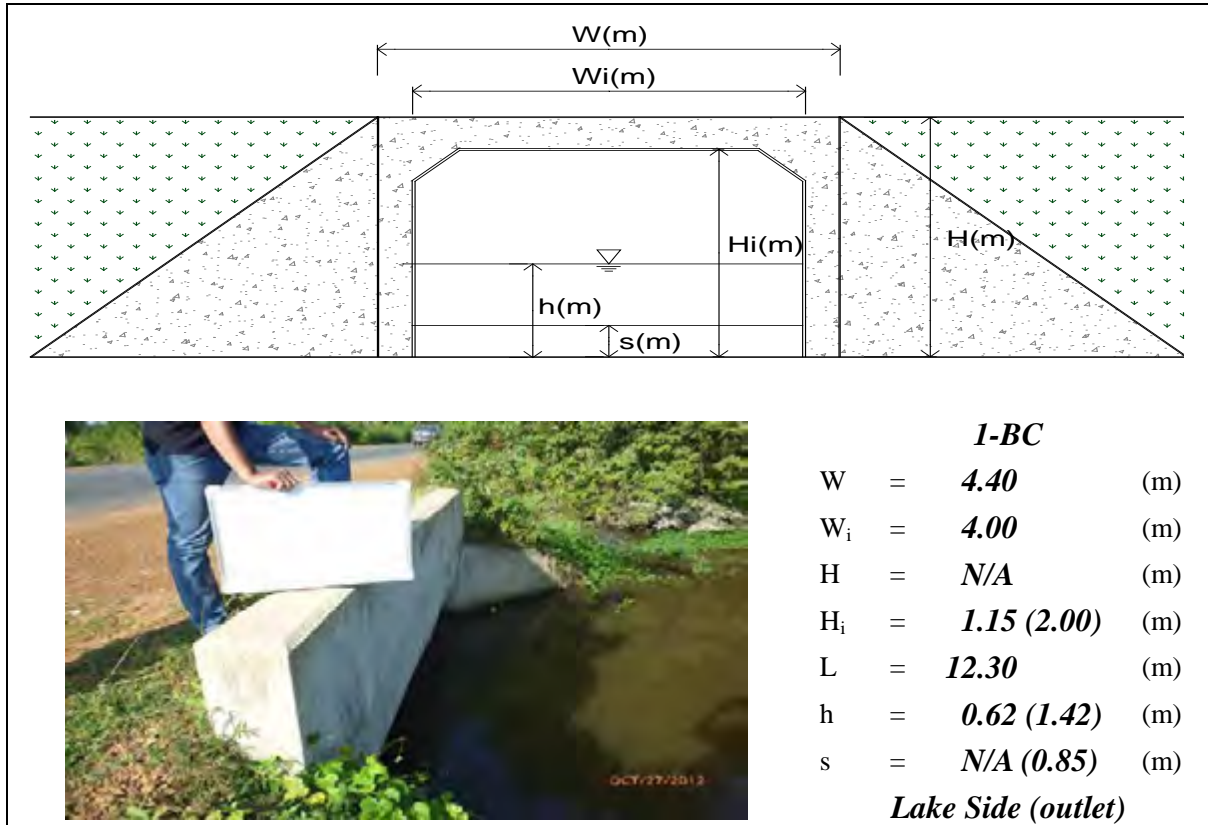 W(m)
Wi(m)
Hi(m)
H(m)
h(m)
s(m)
1-BC
W = 4.40 (m)
Wi = 4.00 (m)
H = N/A (m)
Hi = 1.15 (2.00) (m)
L = 12.30 (m)
h = 0.62 (1.42) (m)
s = N/A (0.85) (m)
Lake Side (outlet)
OCT/27/2012